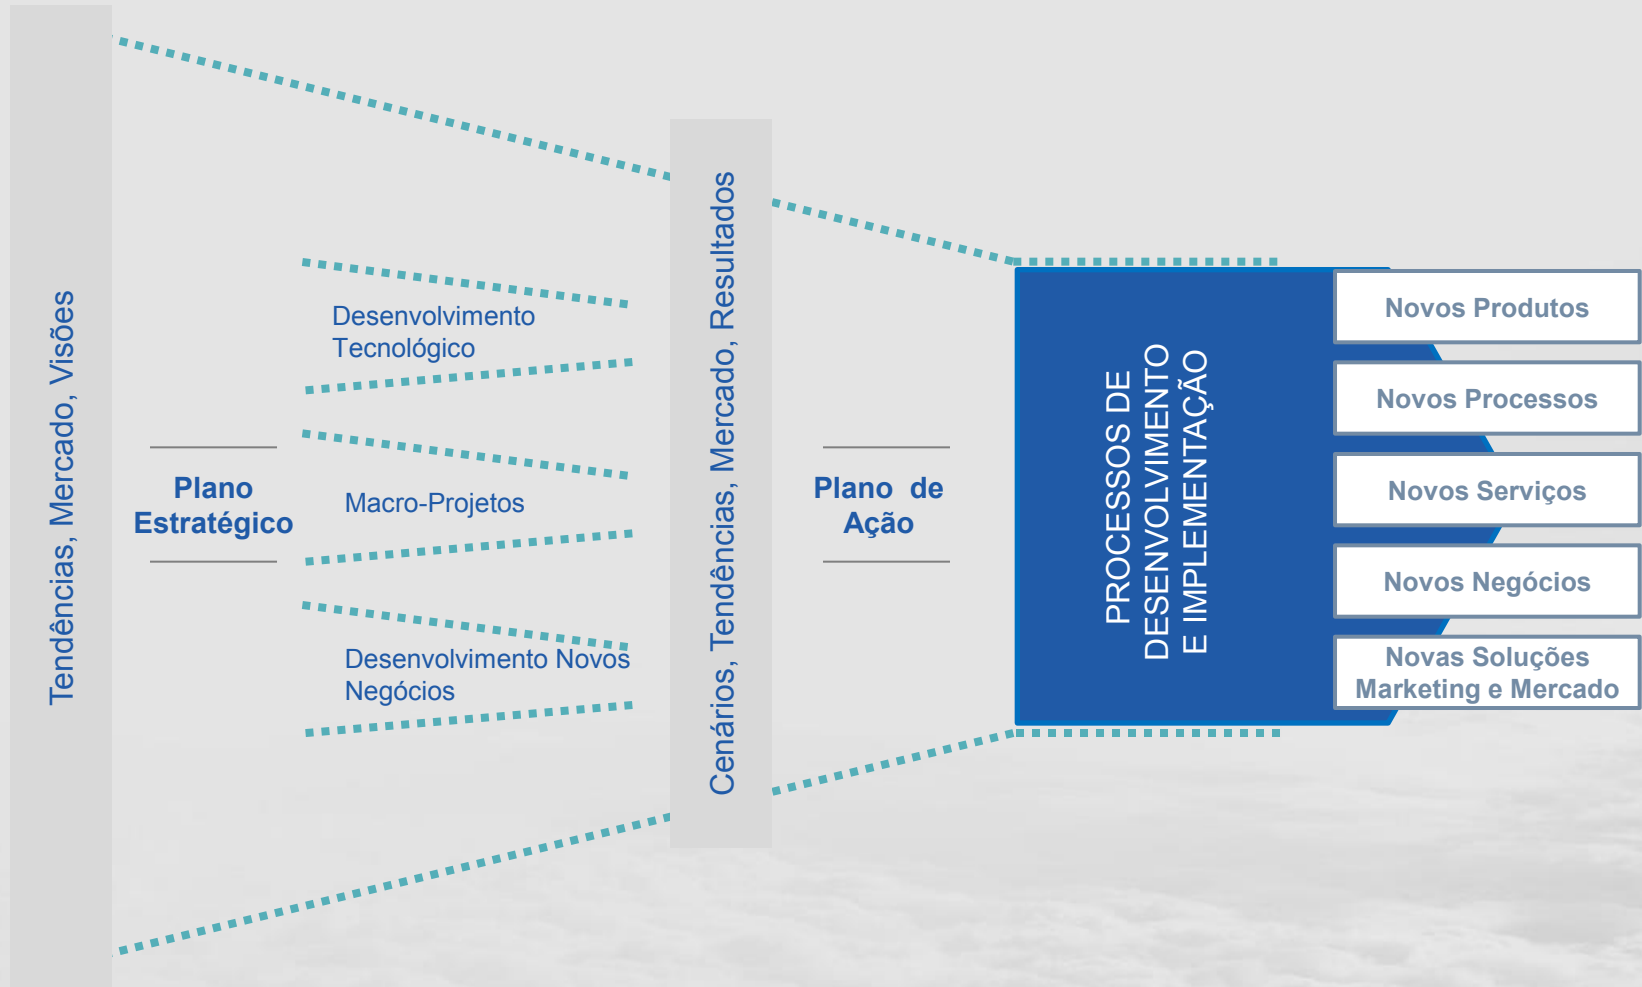 Tendências, Mercado, Visões
Plano
Estratégico
Desenvolvimento
Tecnológico
Macro-Projetos
Desenvolvimento Novos
Negócios
Cenários, Tendências, Mercado, Resultados
Plano de
Ação
PROCESSOS DE
DESENVOLVIMENTO
E IMPLEMENTAÇÃO
Novos Produtos
Novos Processos
Novos Serviços
Novos Negócios
Novas Soluções
Marketing e Mercado